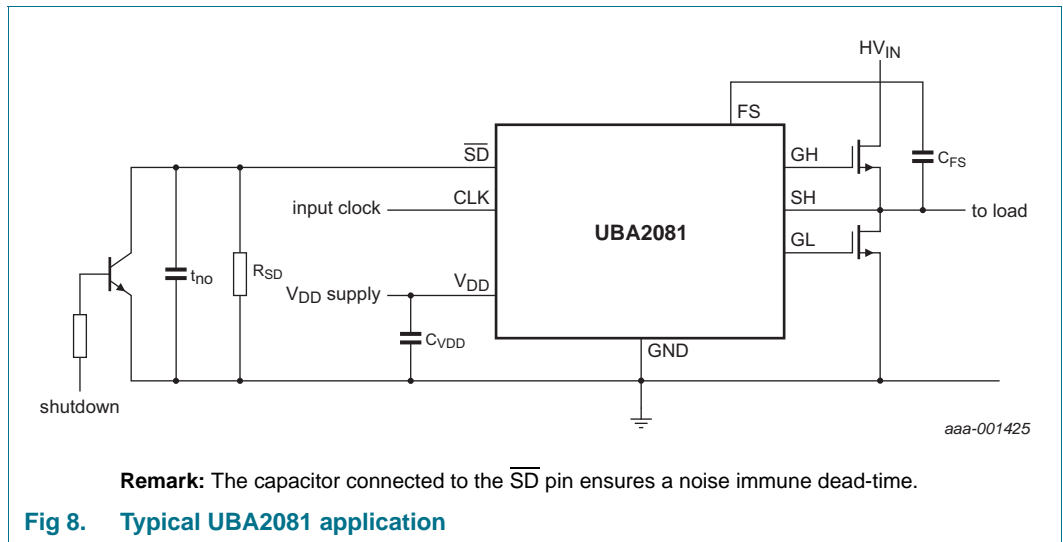 HVIN
FS
SD
GH
CFS
CLK
input clock
SH
to load
UBA2081
GL
tno
RSD
VDD supply
VDD
CVDD
GND
shutdown
aaa-001425
Remark: The capacitor connected to the SD pin ensures a noise immune dead-time.
Fig 8. Typical UBA2081 application